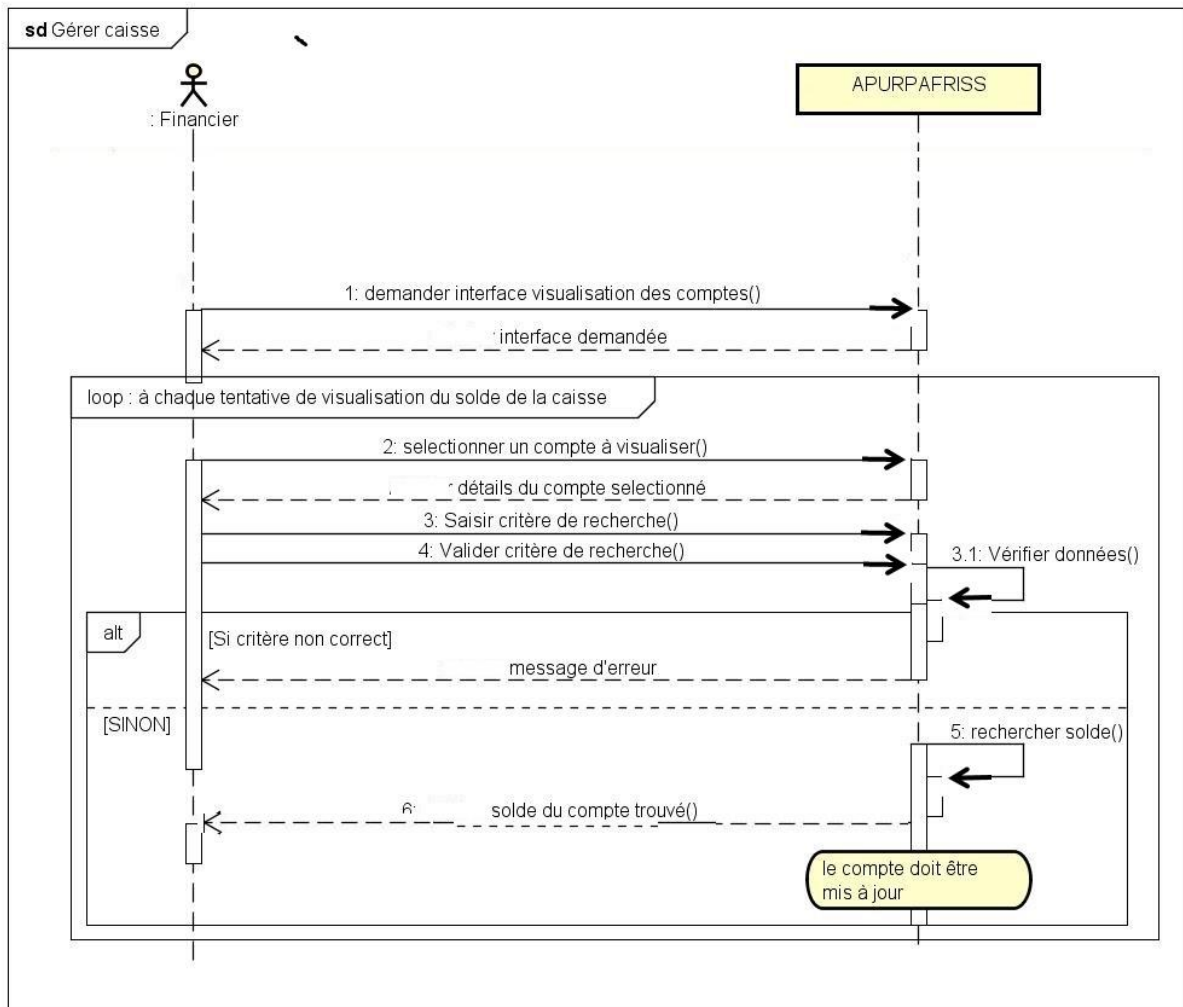 sd Gérer caisse
APURPAFRISS
: Financier
1: demander interface visualisation des comptes()
interface demandée
loop : à chaque tentative de visualisation du solde de la caisse
2: selectionner un compte à visualiser()
détails du compte selectionné
3: Saisir critère de recherche()
4: Valider critère de recherche()
3.1: Vérifier données()
alt
[Si critère non correct]
message d'erreur
[SINON]
5: rechercher solde()
6: solde du compte trouvé()
le compte doit être
mis à jour